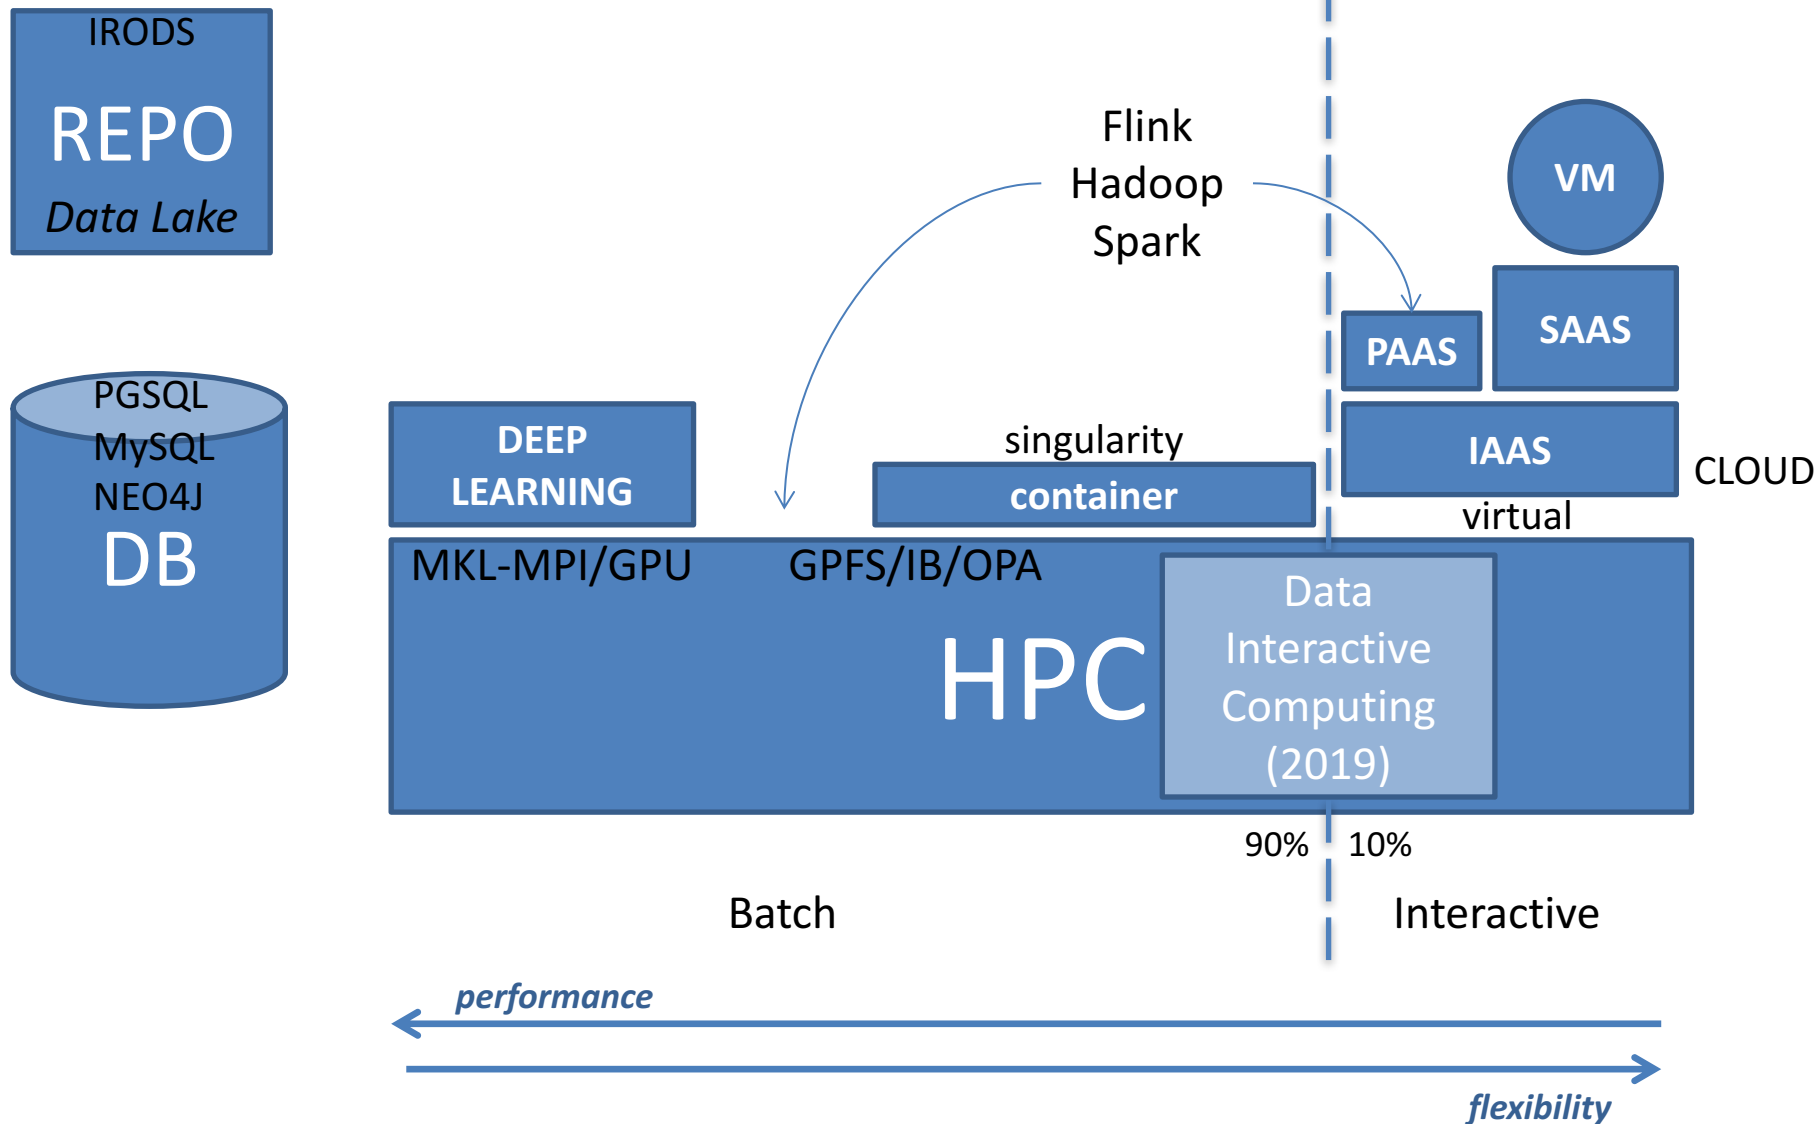 IRODS
REPO
Data Lake
PGSQL
MySQL
NEO4J
DB
Flink
Hadoop
Spark
VM
SAAS
PAAS
IAAS
CLOUD
virtual
DEEP
LEARNING
singularity
container
MKL-MPI/GPU
GPFS/IB/OPA
HPC
Data
Interactive
Computing
(2019)
90%
10%
Batch
Interactive
performance
flexibility